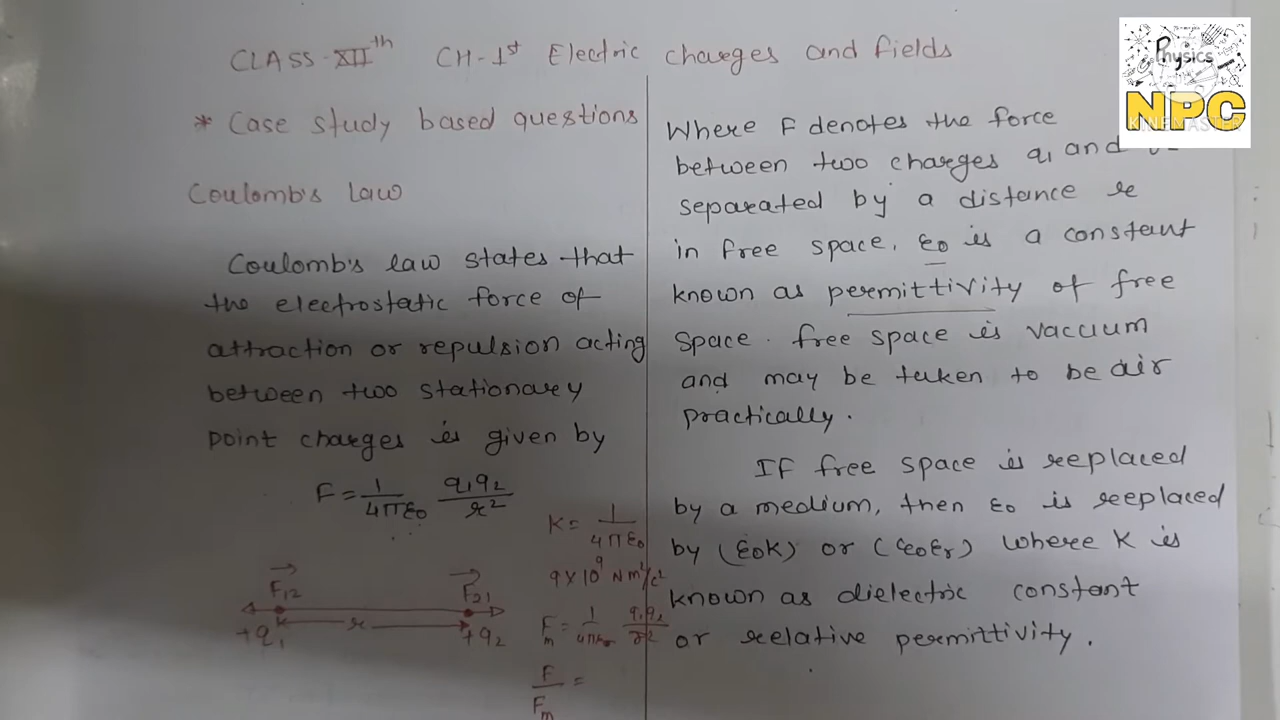 CLASS-XIIth CH-1st Electric charges and fields
Physics
NPC
KINEMASTER
* Case study based questions
Coulomb's law
Coulomb's law states that
the electrostatic force of
attraction or repulsion acting
between two stationary
point charges is given by
F = 1/4πε0 q1q2/r²
K = 1/4πε0
9×10⁹ Nm²/c²
F12 F21
r
+q1 +q2
Fm = 1/ q1q2/r²
F/Fm =
Where F denotes the force
between two charges q1 and
separated by a distance r
in free space, ε0 is a constant
known as permittivity of free
space. free space is vaccum
and may be taken to be air
practically.
If free space is replaced
by a medium, then ε0 is replaced
by (ε0K) or (ε0εr) where K is
known as dielectric constant
or relative permittivity.